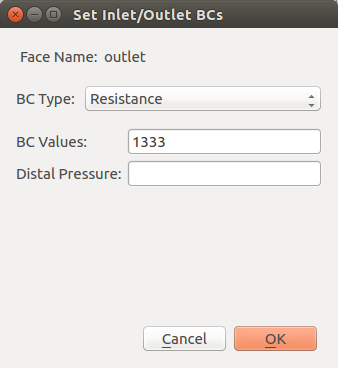 Set Inlet/Outlet BCs
Face Name: outlet
BC Type: Resistance
BC Values: 1333
Distal Pressure:
Cancel OK